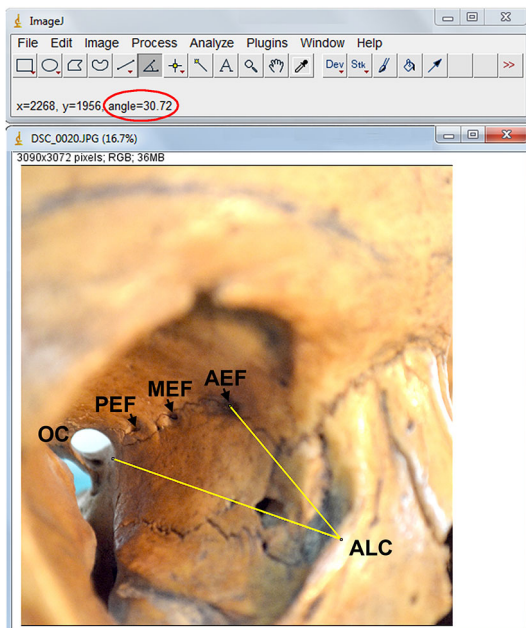 ImageJ
File Edit Image Process Analyze Plugins Window Help
Dev Stk >>
x=2268, y=1956, angle=30.72
DSC_0020.JPG (16.7%)
3090x3072 pixels; RGB; 36MB
AEF
MEF
PEF
OC
ALC